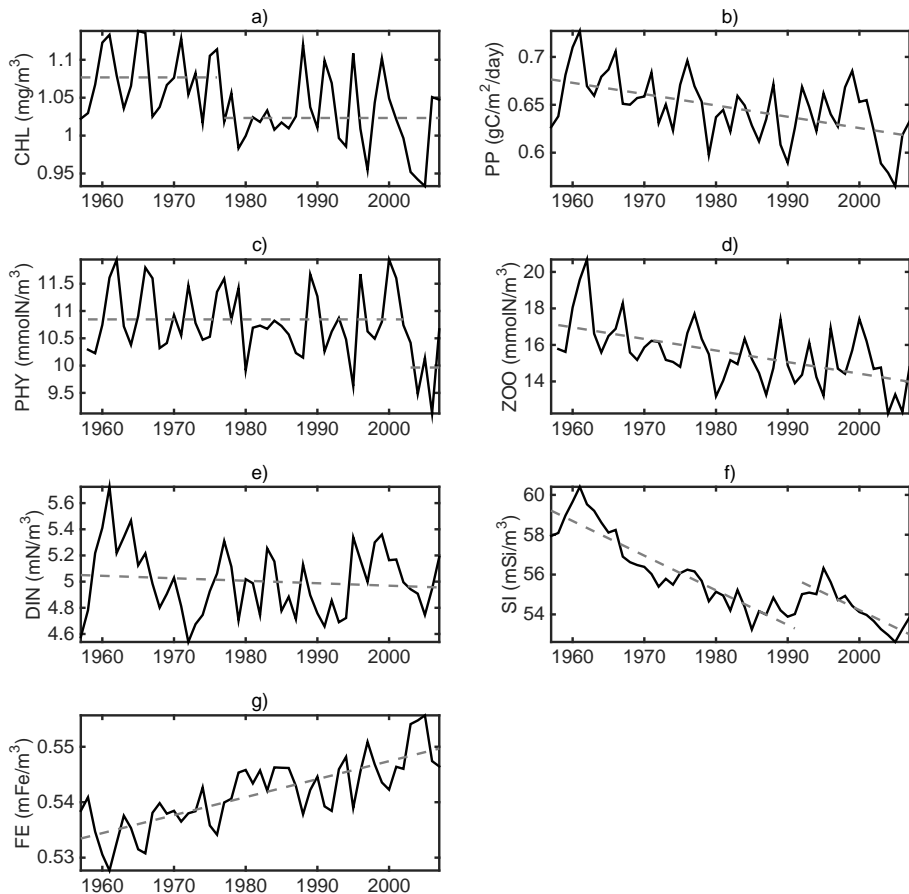 a)
CHL (mg/m³)
1.1
1.05
1
0.95
1960 1970 1980 1990 2000
b)
PP (gC/m²/day)
0.7
0.65
0.6
1960 1970 1980 1990 2000
c)
PHY (mmolN/m³)
11.5
11
10.5
10
9.5
1960 1970 1980 1990 2000
d)
ZOO (mmolN/m³)
20
18
16
14
1960 1970 1980 1990 2000
e)
DIN (mN/m³)
5.6
5.4
5.2
5
4.8
4.6
1960 1970 1980 1990 2000
f)
SI (mSi/m³)
60
58
56
54
1960 1970 1980 1990 2000
g)
FE (mFe/m³)
0.55
0.54
0.53
1960 1970 1980 1990 2000